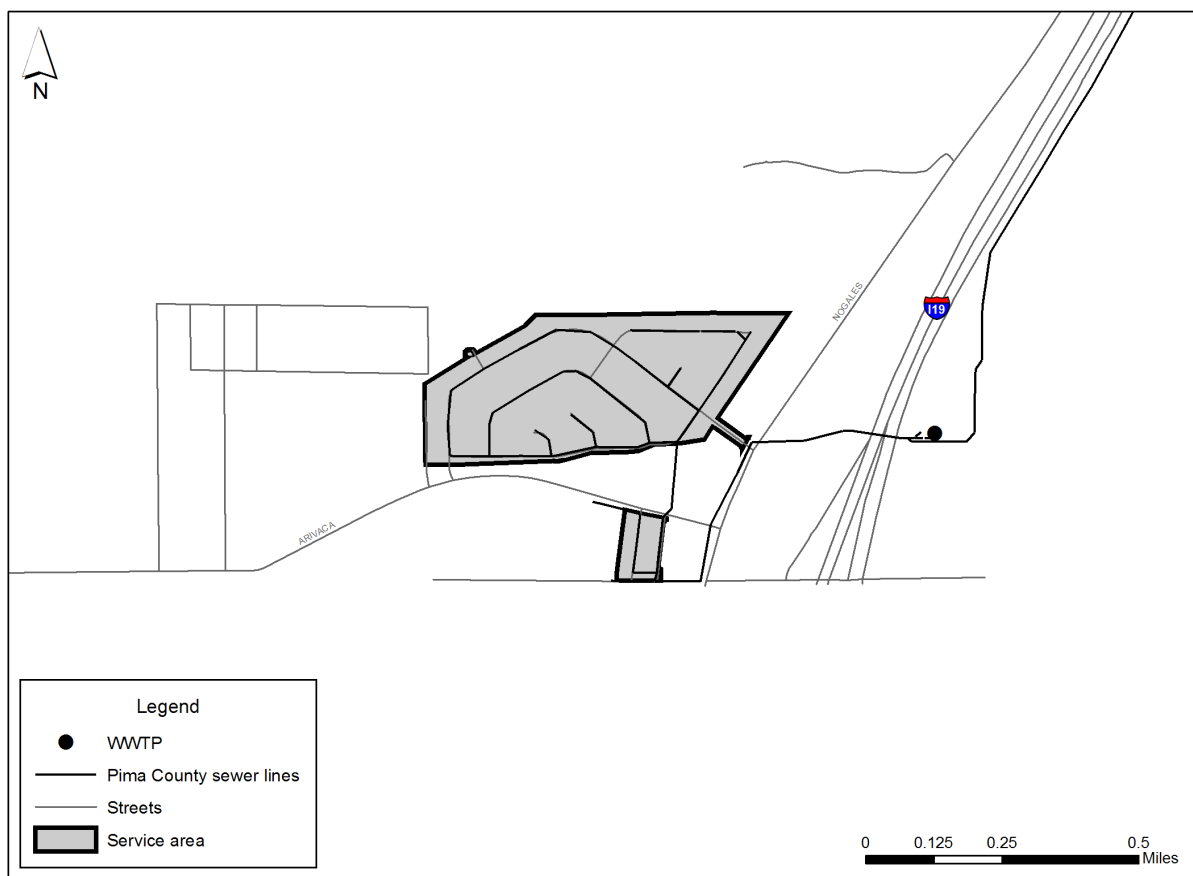 N
NOGALES
I19
ARIVACA
Legend
WWTP
Pima County sewer lines
Streets
Service area
0 0.125 0.25 0.5
Miles